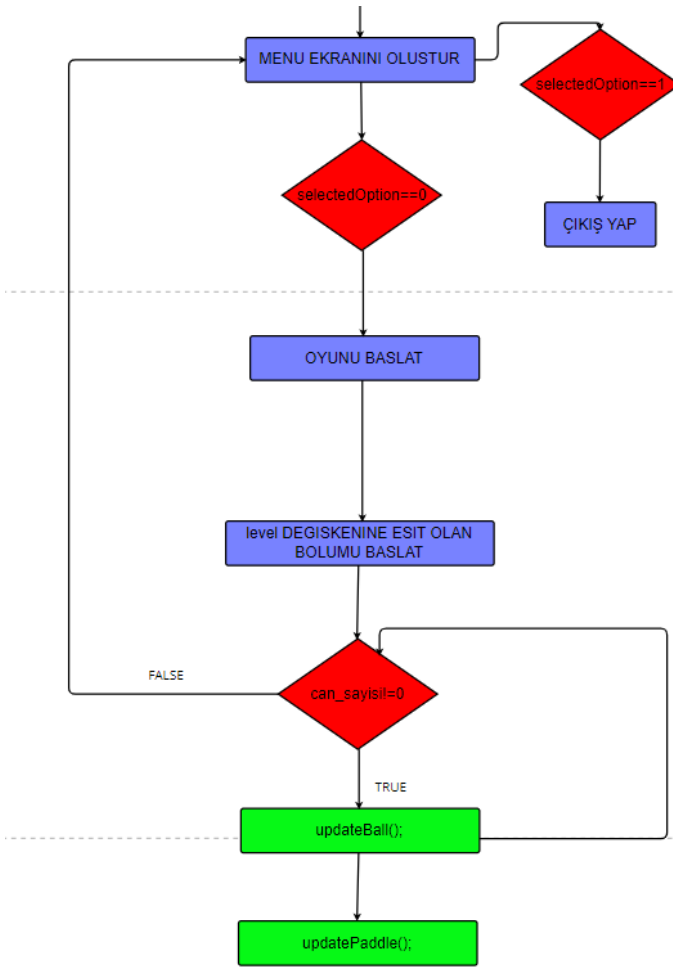 MENU EKRANINI OLUSTUR
selectedOption==1
selectedOption==0
ÇIKIŞ YAP
OYUNU BASLAT
level DEGISKENINE ESIT OLAN
BOLUMU BASLAT
FALSE
can_sayisi!=0
TRUE
updateBall();
updatePaddle();